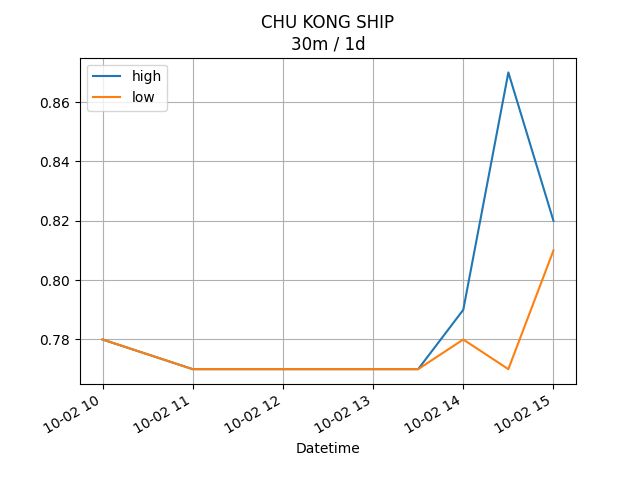 CHU KONG SHIP
30m / 1d
high
low
0.86
0.84
0.82
0.80
0.78
10-02 10
10-02 11
10-02 12
10-02 13
10-02 14
10-02 15
Datetime